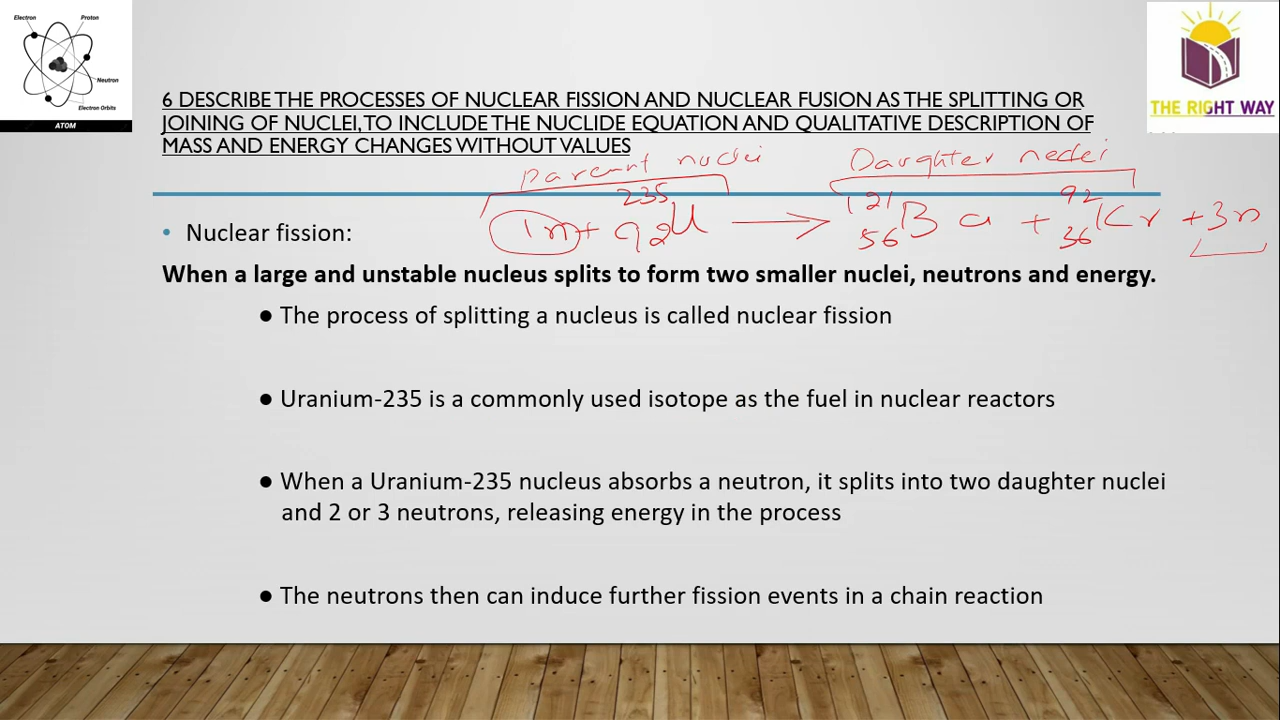 Electron
Proton
Neutron
Electron Orbits
ATOM
THE RIGHT WAY
6 DESCRIBE THE PROCESSES OF NUCLEAR FISSION AND NUCLEAR FUSION AS THE SPLITTING OR
JOINING OF NUCLEI, TO INCLUDE THE NUCLIDE EQUATION AND QUALITATIVE DESCRIPTION OF
MASS AND ENERGY CHANGES WITHOUT VALUES
parent nuclei
Daughter neclei
1n + 235 92 U → 121 56 Ba + 92 36 Kr + 3n
• Nuclear fission:
When a large and unstable nucleus splits to form two smaller nuclei, neutrons and energy.
● The process of splitting a nucleus is called nuclear fission
● Uranium-235 is a commonly used isotope as the fuel in nuclear reactors
● When a Uranium-235 nucleus absorbs a neutron, it splits into two daughter nuclei
and 2 or 3 neutrons, releasing energy in the process
● The neutrons then can induce further fission events in a chain reaction